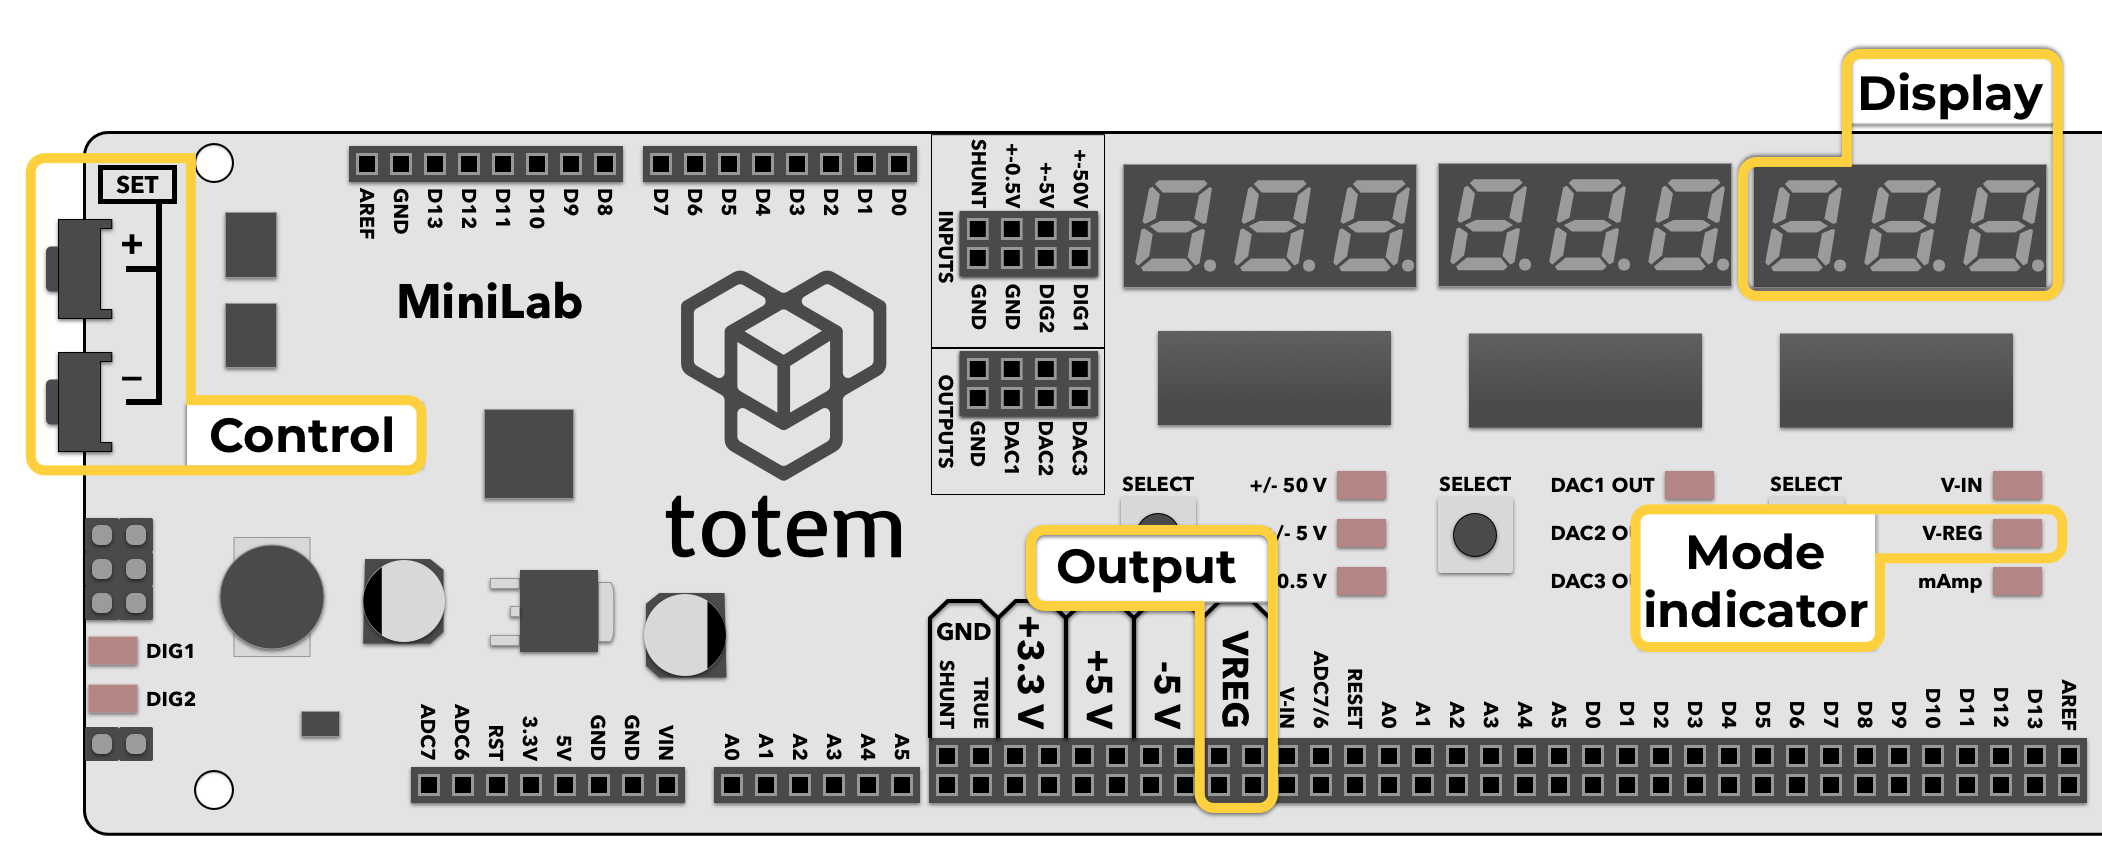 Display
SET
+
−
Control
AREF GND D13 D12 D11 D10 D9 D8
D7 D6 D5 D4 D3 D2 D1 D0
MiniLab
totem
SHUNT +-0.5V +-5V +-50V
INPUTS
GND GND DIG2 DIG1
OUTPUTS
GND DAC1 DAC2 DAC3
SELECT
+/- 50 V
/- 5 V
0.5 V
SELECT
DAC1 OUT
DAC2 O
DAC3 O
SELECT
V-IN
V-REG
mAmp
Mode
indicator
Output
DIG1
DIG2
GND
SHUNT TRUE
+3.3 V
+5 V
-5 V
VREG
ADC7 ADC6 RST 3.3V 5V GND GND VIN
A0 A1 A2 A3 A4 A5
V-IN ADC7/6 RESET A0 A1 A2 A3 A4 A5 D0 D1 D2 D3 D4 D5 D6 D7 D8 D9 D10 D11 D12 D13 AREF